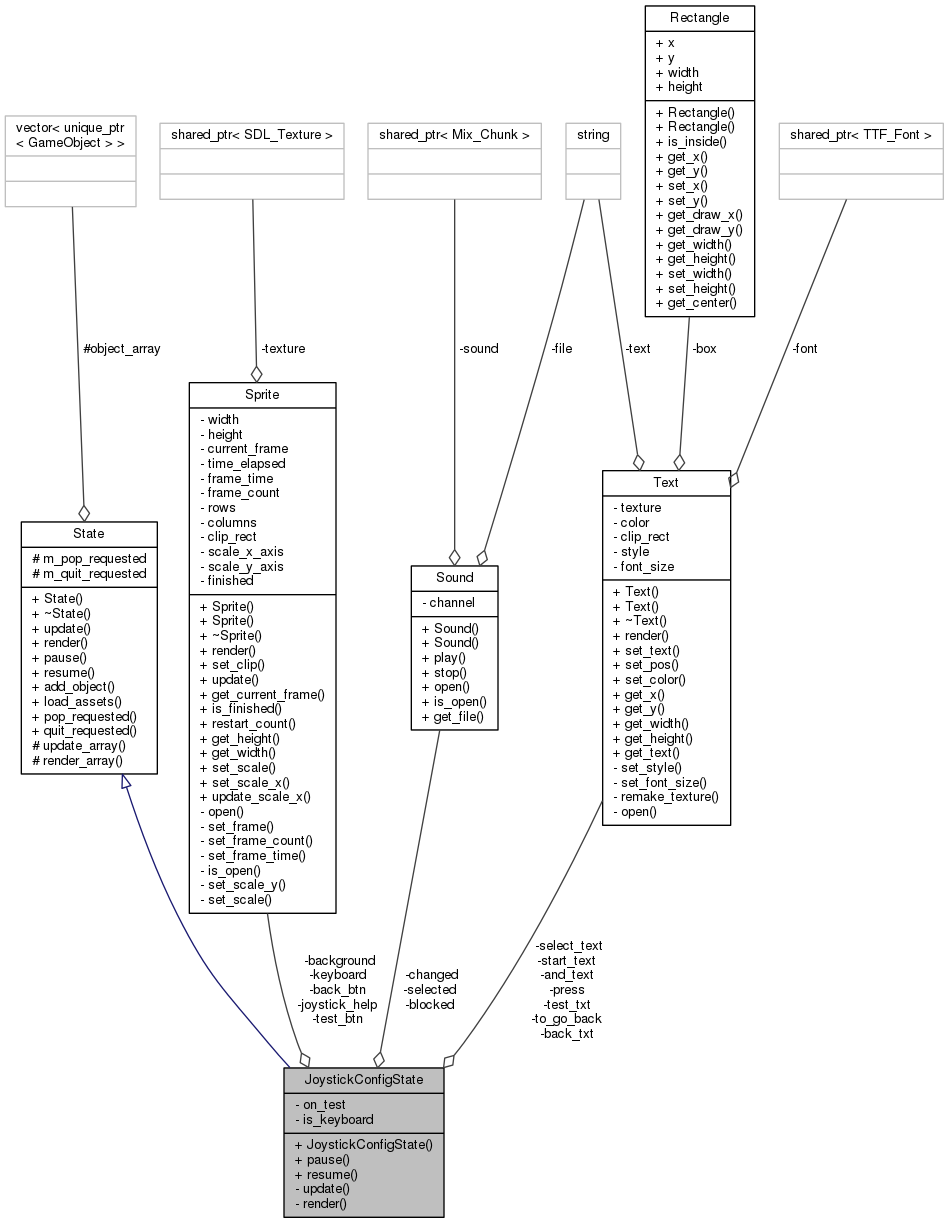 Rectangle
+ x
+ y
+ width
+ height
+ Rectangle()
+ Rectangle()
+ is_inside()
+ get_x()
+ get_y()
+ set_x()
+ set_y()
+ get_draw_x()
+ get_draw_y()
+ get_width()
+ get_height()
+ set_width()
+ set_height()
+ get_center()
vector< unique_ptr
< GameObject > >
shared_ptr< SDL_Texture >
shared_ptr< Mix_Chunk >
string
shared_ptr< TTF_Font >
#object_array
-texture
-sound
-file
-text
-box
-font
State
# m_pop_requested
# m_quit_requested
+ State()
+ ~State()
+ update()
+ render()
+ pause()
+ resume()
+ add_object()
+ load_assets()
+ pop_requested()
+ quit_requested()
# update_array()
# render_array()
Sprite
- width
- height
- current_frame
- time_elapsed
- frame_time
- frame_count
- rows
- columns
- clip_rect
- scale_x_axis
- scale_y_axis
- finished
+ Sprite()
+ Sprite()
+ ~Sprite()
+ render()
+ set_clip()
+ update()
+ get_current_frame()
+ is_finished()
+ restart_count()
+ get_height()
+ get_width()
+ set_scale()
+ set_scale_x()
+ update_scale_x()
- open()
- set_frame()
- set_frame_count()
- set_frame_time()
- is_open()
- set_scale_y()
- set_scale()
Sound
- channel
+ Sound()
+ Sound()
+ play()
+ stop()
+ open()
+ is_open()
+ get_file()
Text
- texture
- color
- clip_rect
- style
- font_size
+ Text()
+ Text()
+ ~Text()
+ render()
+ set_text()
+ set_pos()
+ set_color()
+ get_x()
+ get_y()
+ get_width()
+ get_height()
+ get_text()
- set_style()
- set_font_size()
- remake_texture()
- open()
-background
-keyboard
-back_btn
-joystick_help
-test_btn
-changed
-selected
-blocked
-select_text
-start_text
-and_text
-press
-test_txt
-to_go_back
-back_txt
JoystickConfigState
- on_test
- is_keyboard
+ JoystickConfigState()
+ pause()
+ resume()
- update()
- render()